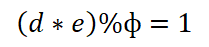 (𝑑 ∗ 𝑒)%ф = 1